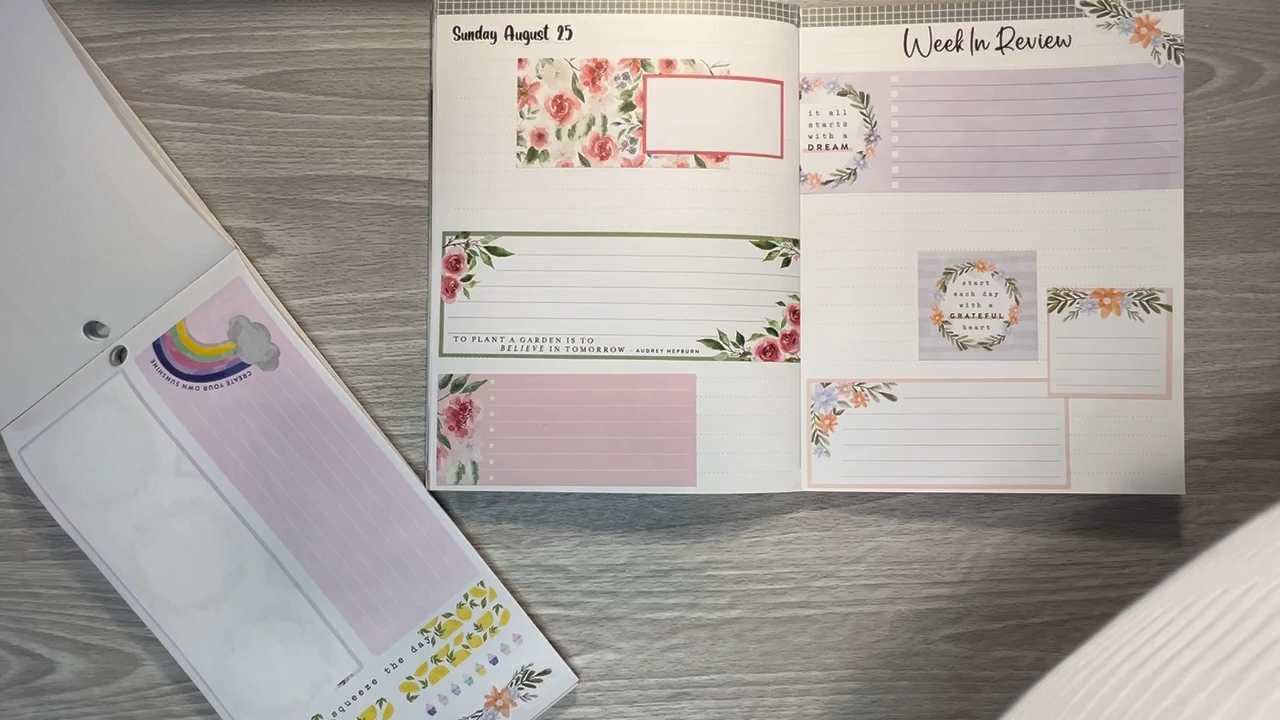 Sunday August 25
TO PLANT A GARDEN IS TO
BELIEVE IN TOMORROW - AUDREY HEPBURN
Week In Review
it all
starts
with a
DREAM
start
each day
with a
GRATEFUL
heart
CREATE YOUR OWN SUNSHINE
squeeze the day